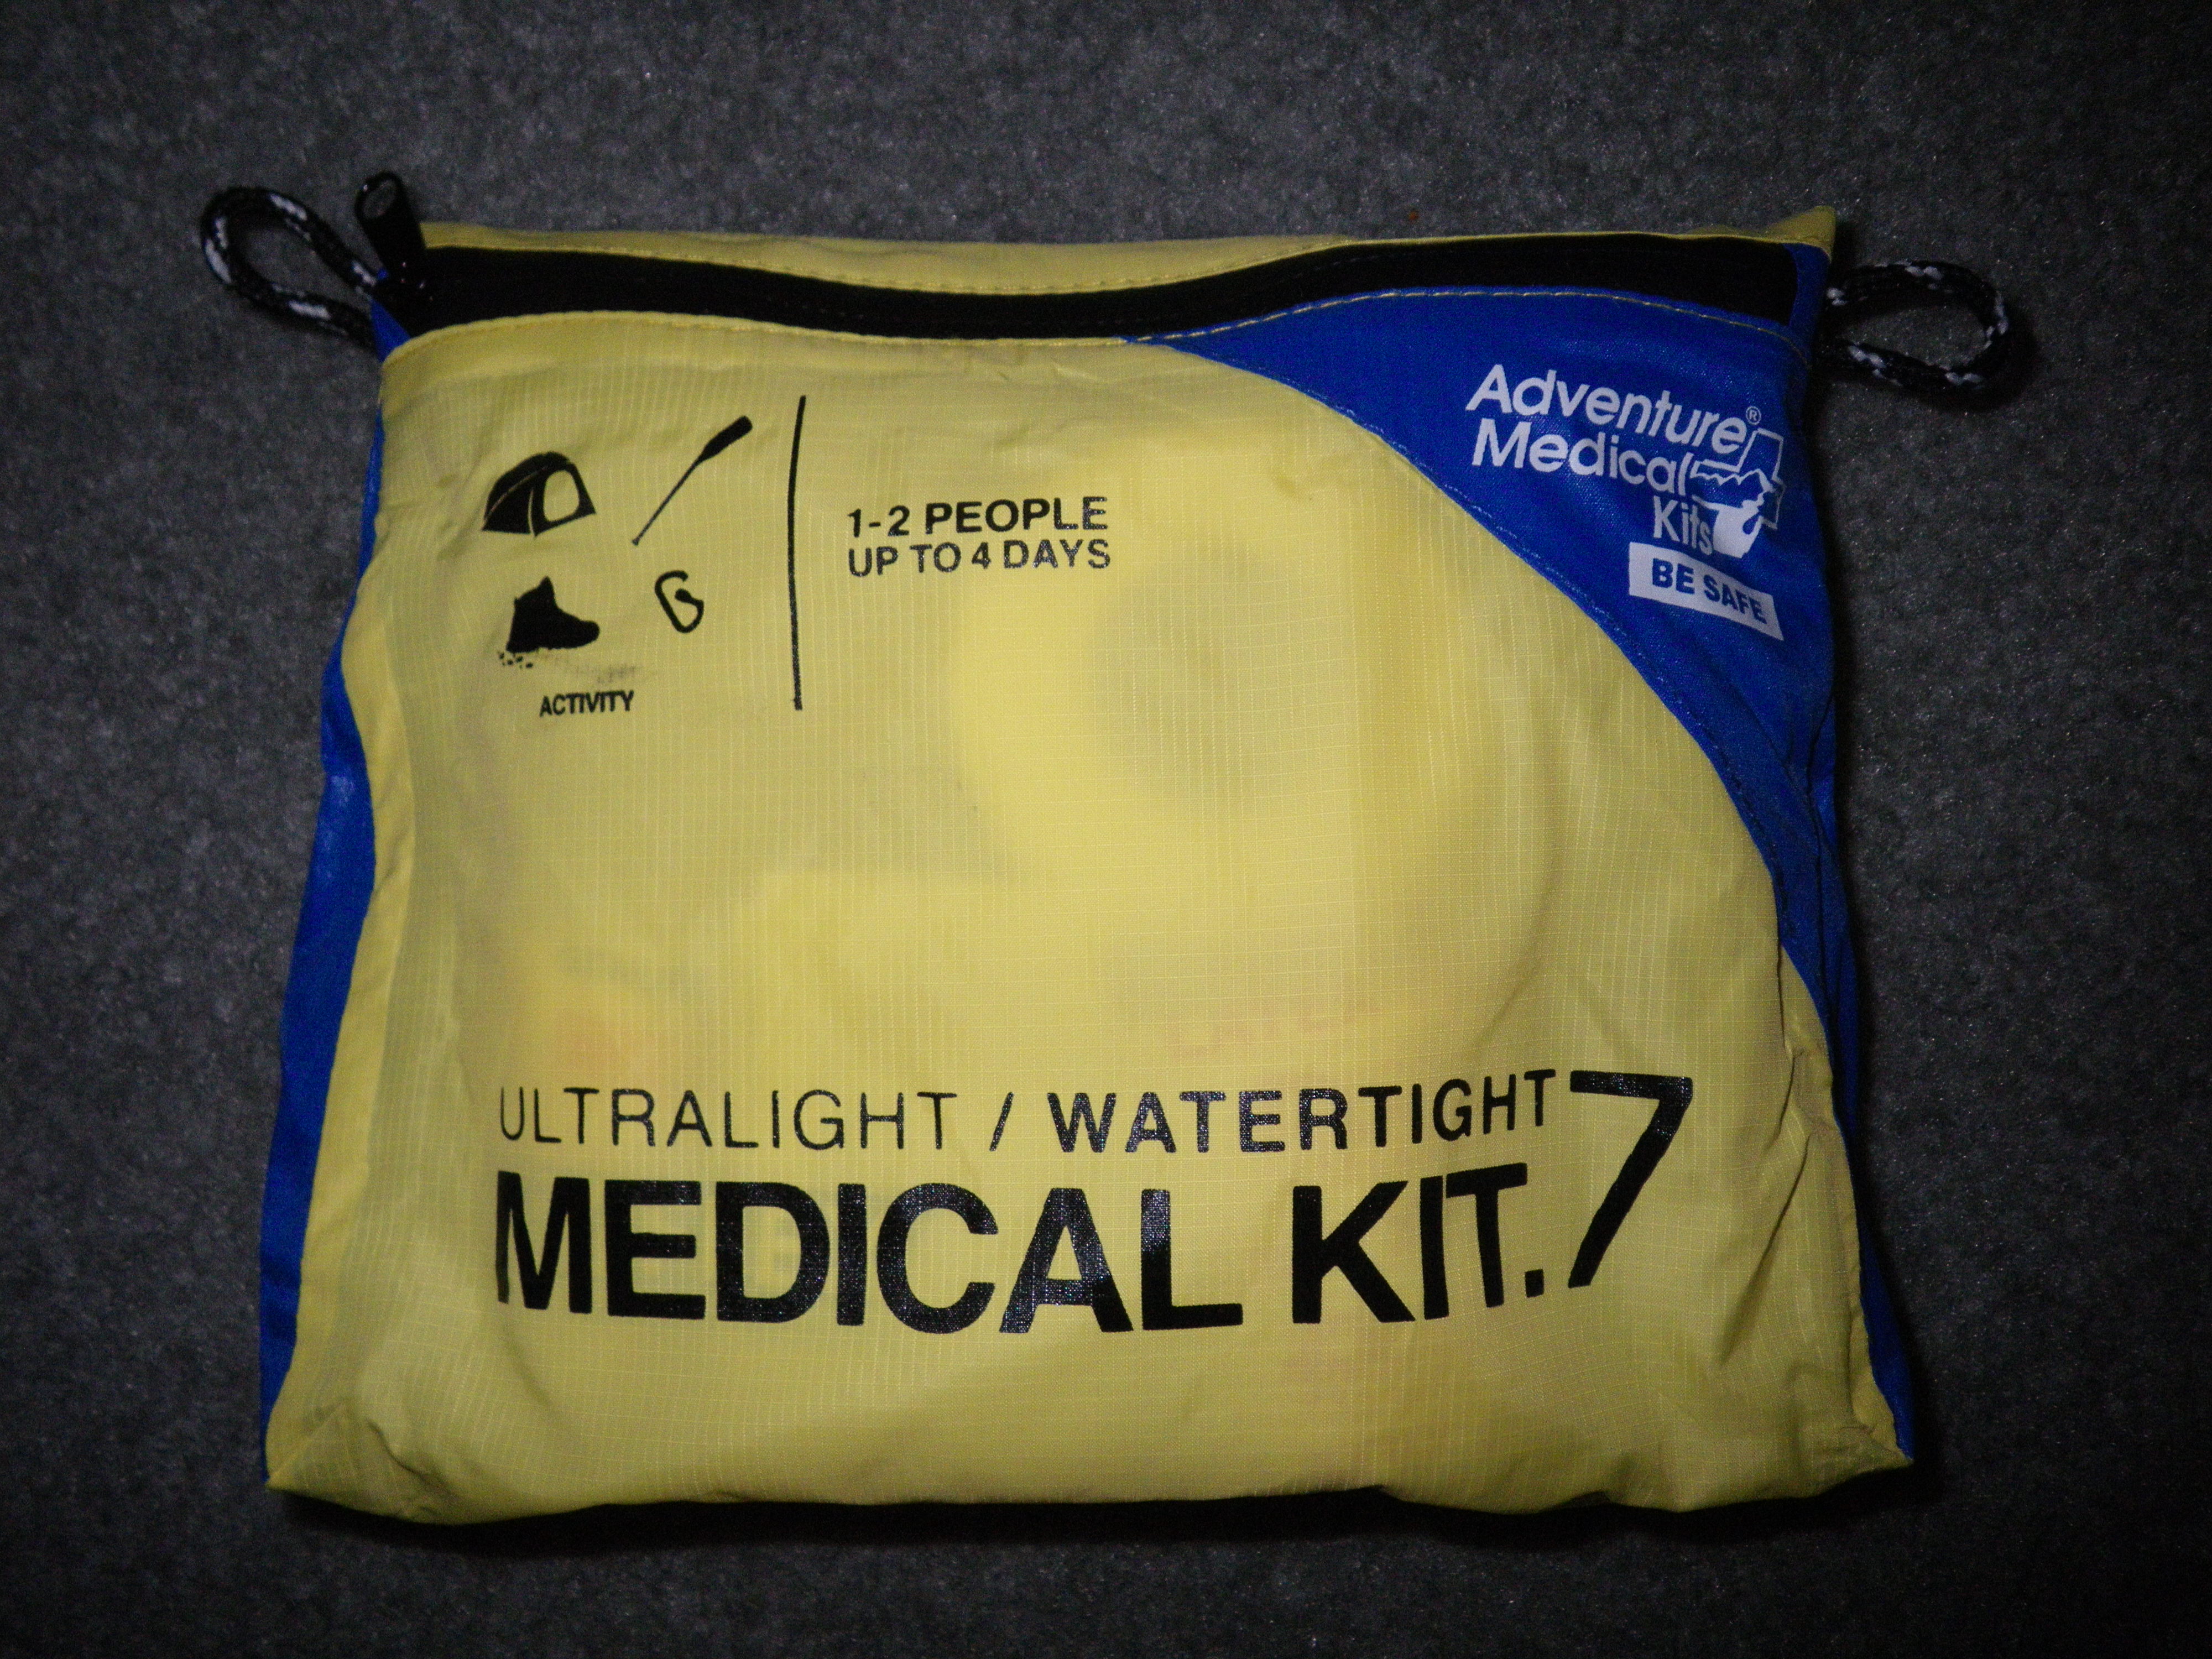 Adventure®
Medical
Kits
BE SAFE
1-2 PEOPLE
UP TO 4 DAYS
ACTIVITY
ULTRALIGHT / WATERTIGHT
MEDICAL KIT.7